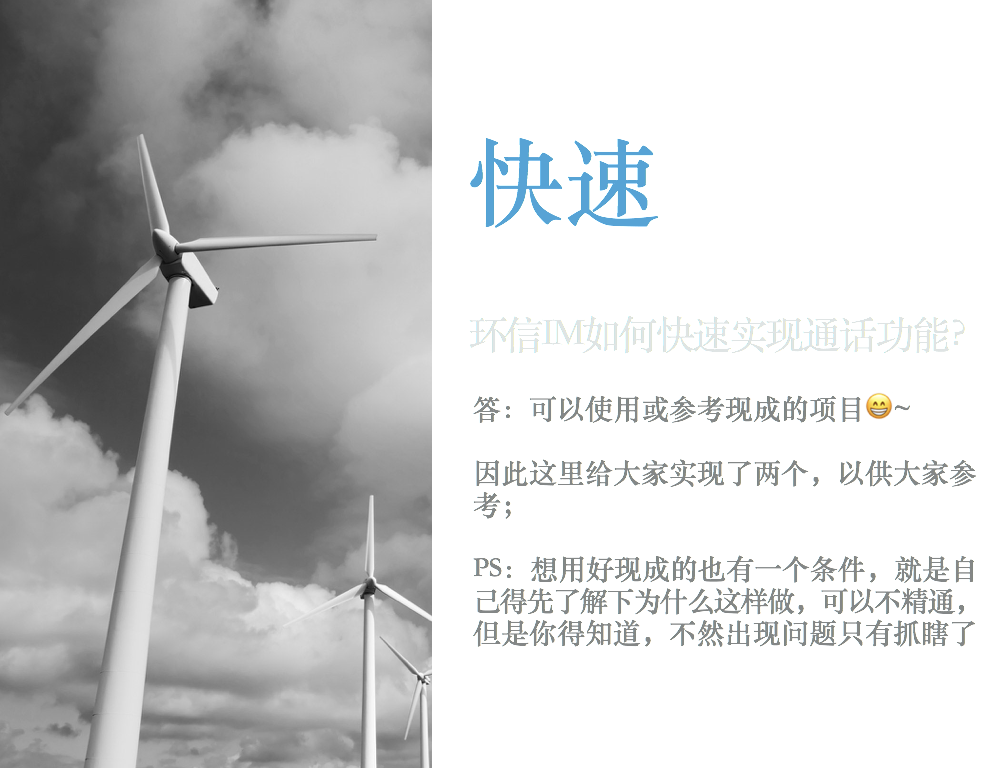 快速
环信IM如何快速实现通话功能?
答：可以使用或参考现成的项目😁~
因此这里给大家实现了两个，以供大家参
考；
PS：想用好现成的也有一个条件，就是自
己得先了解下为什么这样做，可以不精通，
但是你得知道，不然出现问题只有抓瞎了